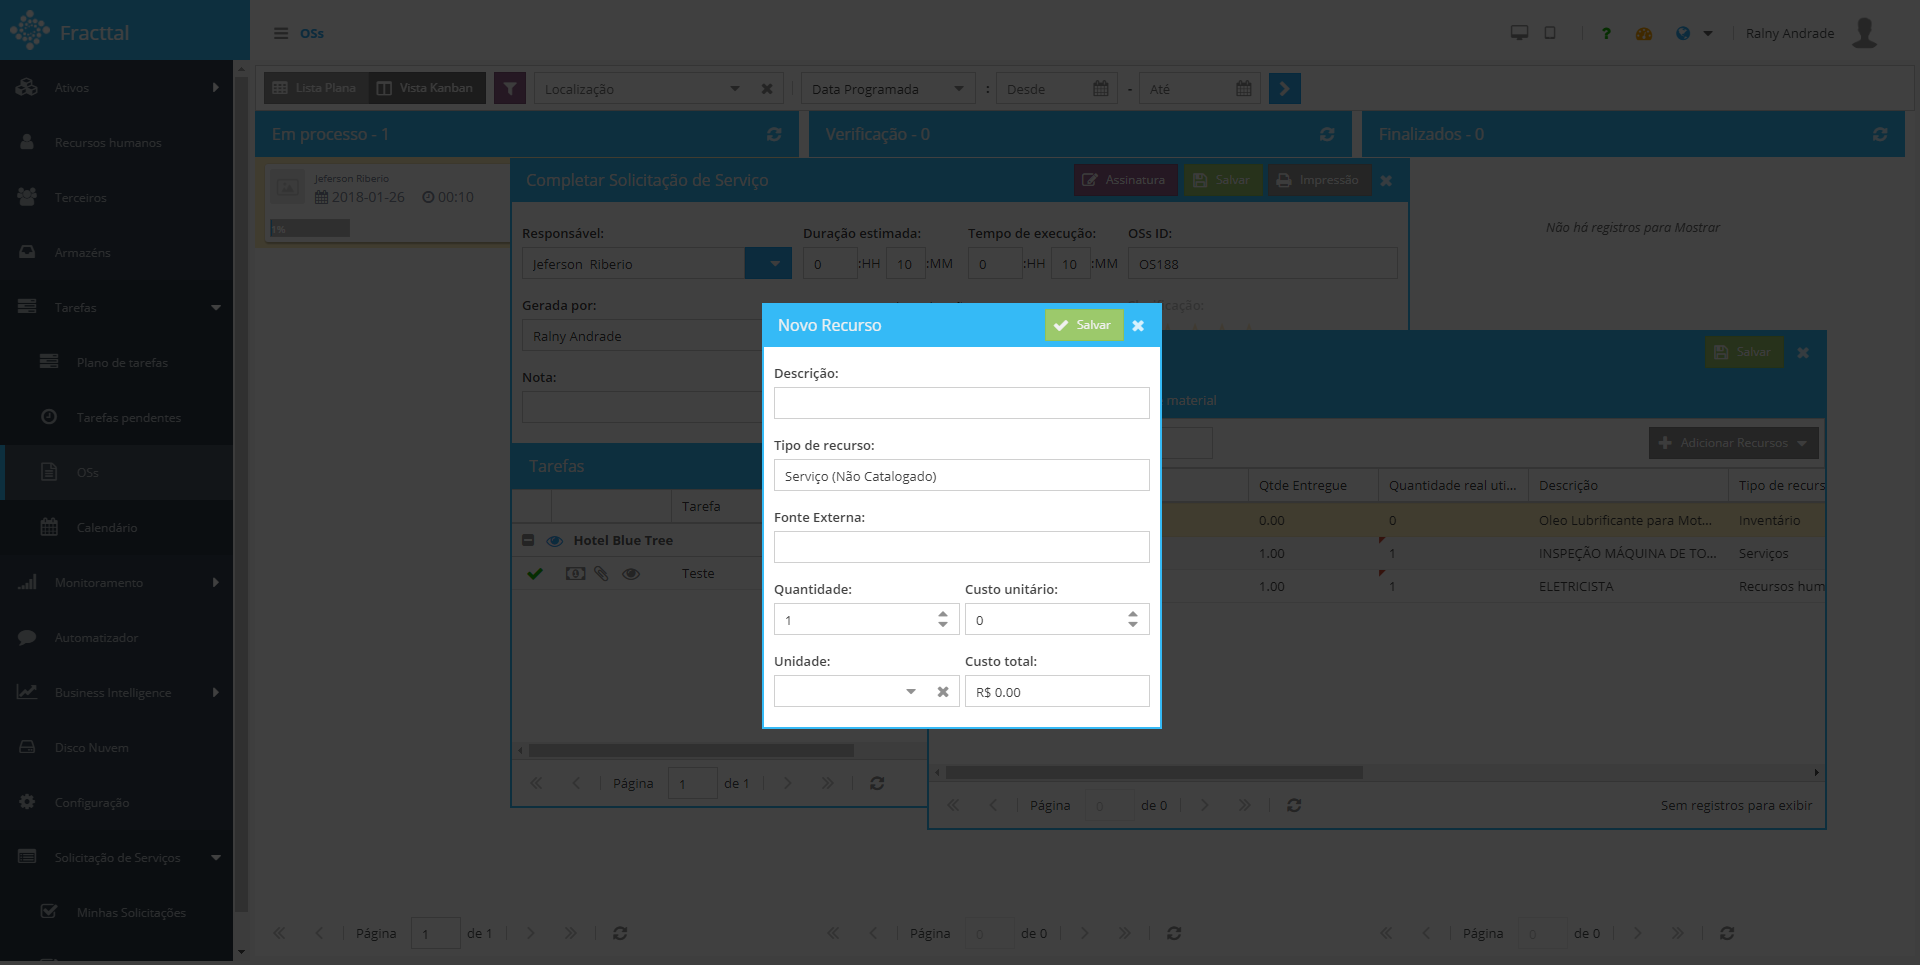 Fracttal
OSs
?
Ralny Andrade
Ativos
Recursos humanos
Terceiros
Armazéns
Tarefas
Plano de tarefas
Tarefas pendentes
OSs
Calendário
Monitoramento
Automatizador
Business Intelligence
Disco Nuvem
Configuração
Solicitação de Serviços
Minhas Solicitações
Lista Plana
Vista Kanban
Localização
Data Programada
:
Desde
-
Até
Em processo - 1
Verificação - 0
Finalizados - 0
Jeferson Riberio
2018-01-26 00:10
1%
Não há registros para Mostrar
Completar Solicitação de Serviço
Assinatura
Salvar
Impressão
Responsável:
Duração estimada:
Tempo de execução:
OSs ID:
Jeferson Riberio
0 :HH 10 :MM
0 :HH 10 :MM
OS188
Gerada por:
Ralny Andrade
Nota:
Tarefas
Tarefa
Hotel Blue Tree
Teste
Página 1 de 1
Salvar
material
Adicionar Recursos
Qtde Entregue
Quantidade real uti...
Descrição
Tipo de recurs
0.00 0 Oleo Lubrificante para Mot... Inventário
1.00 1 INSPEÇÃO MÁQUINA DE TO... Serviços
1.00 1 ELETRICISTA Recursos hum
Página 0 de 0
Sem registros para exibir
Novo Recurso
Salvar
Descrição:
Tipo de recurso:
Serviço (Não Catalogado)
Fonte Externa:
Quantidade:
Custo unitário:
1
0
Unidade:
Custo total:
R$ 0.00
Página 1 de 1
Página 0 de 0
Página 0 de 0